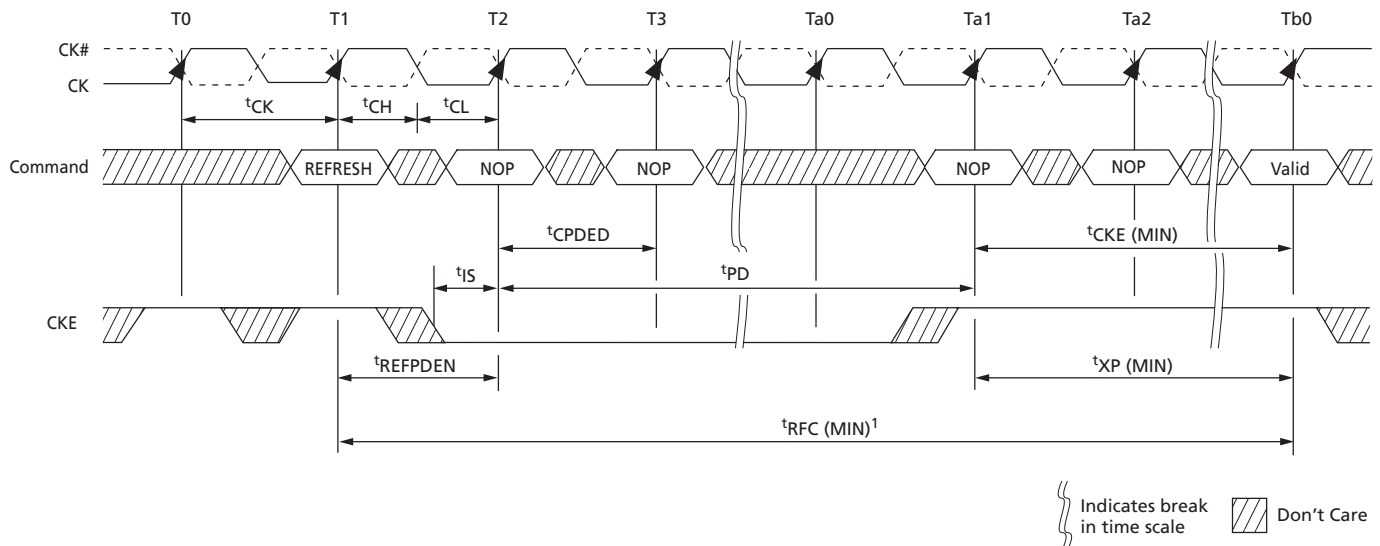 T0 T1 T2 T3 Ta0 Ta1 Ta2 Tb0
CK#
CK
tCK tCH tCL
Command REFRESH NOP NOP NOP NOP Valid
tCPDED tCKE (MIN)
tIS tPD
CKE
tREFPDEN tXP (MIN)
tRFC (MIN)1
Indicates break
in time scale
Don't Care